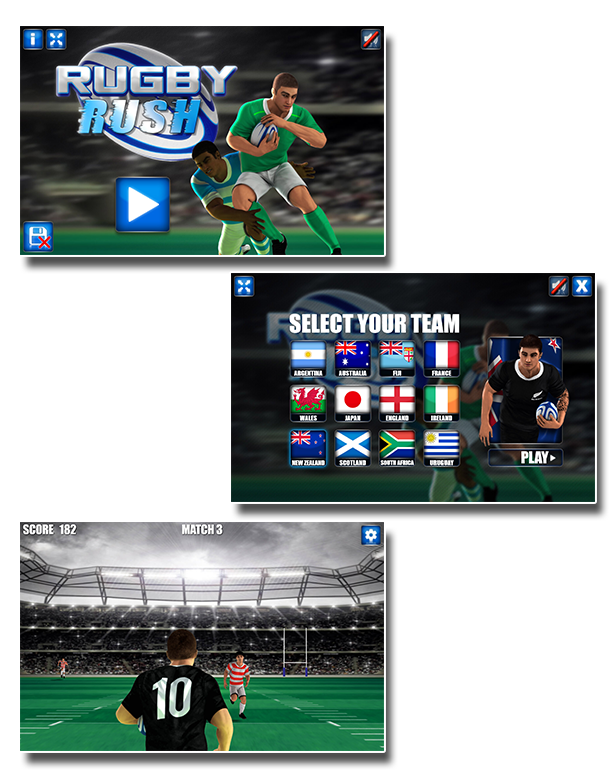 RUGBY
RUSH
SELECT YOUR TEAM
ARGENTINA AUSTRALIA FIJI FRANCE
WALES JAPAN ENGLAND IRELAND
NEW ZEALAND SCOTLAND SOUTH AFRICA URUGUAY
PLAY
SCORE 182 MATCH 3
10